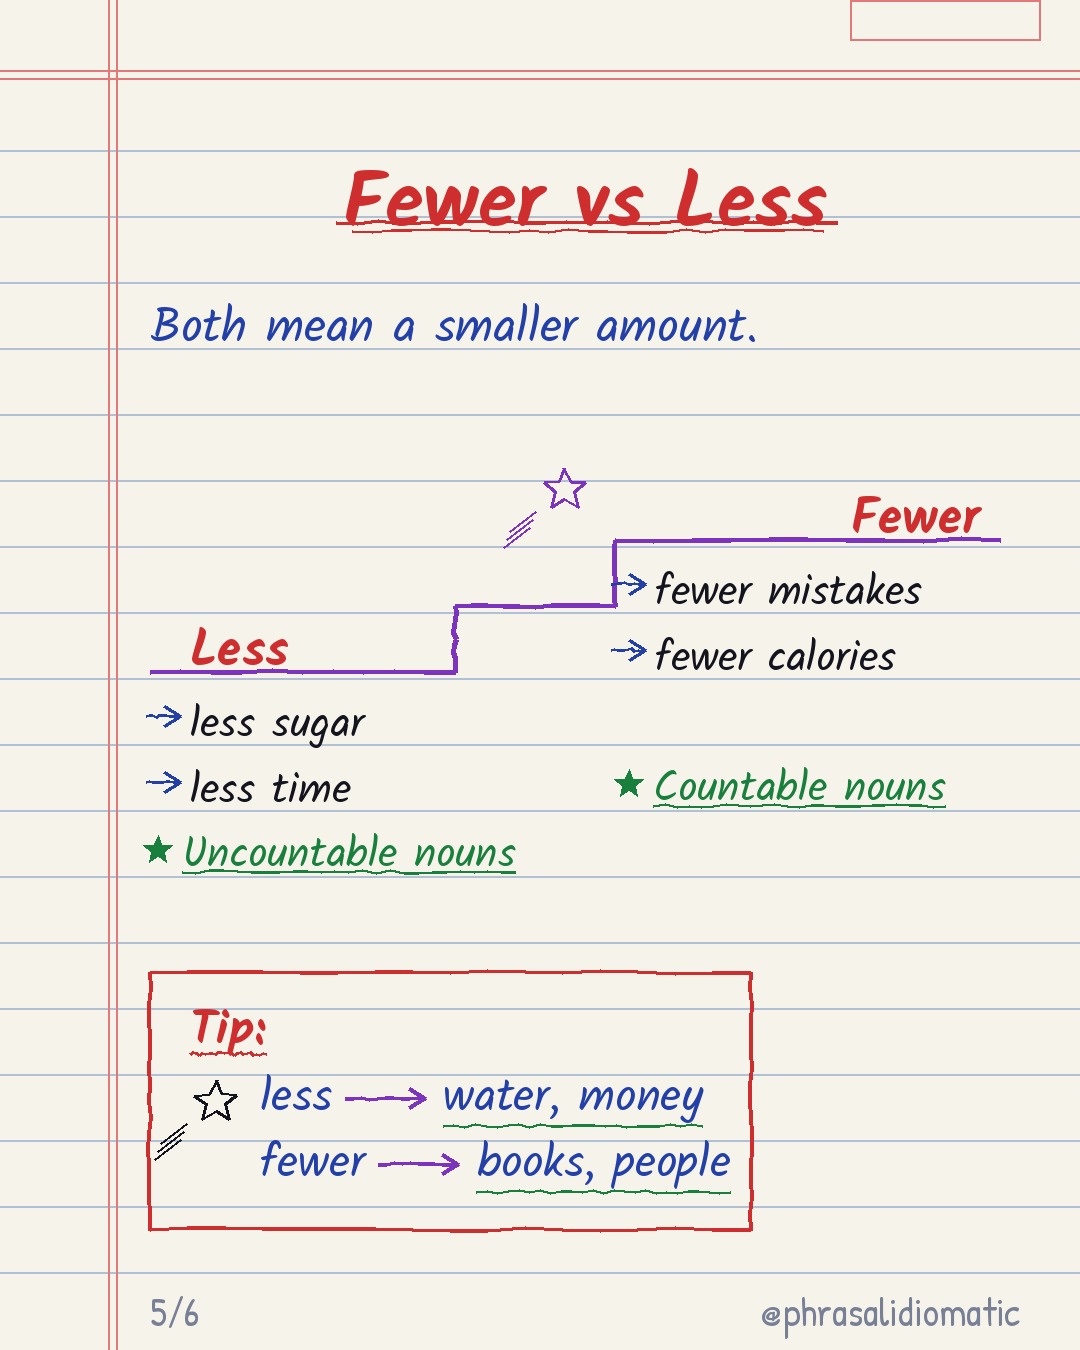 Fewer vs Less
Both mean a smaller amount.
Less
→ less sugar
→ less time
★ Uncountable nouns
Fewer
→ fewer mistakes
→ fewer calories
★ Countable nouns
Tip:
less → water, money
fewer → books, people
5/6
@phrasalidiomatic